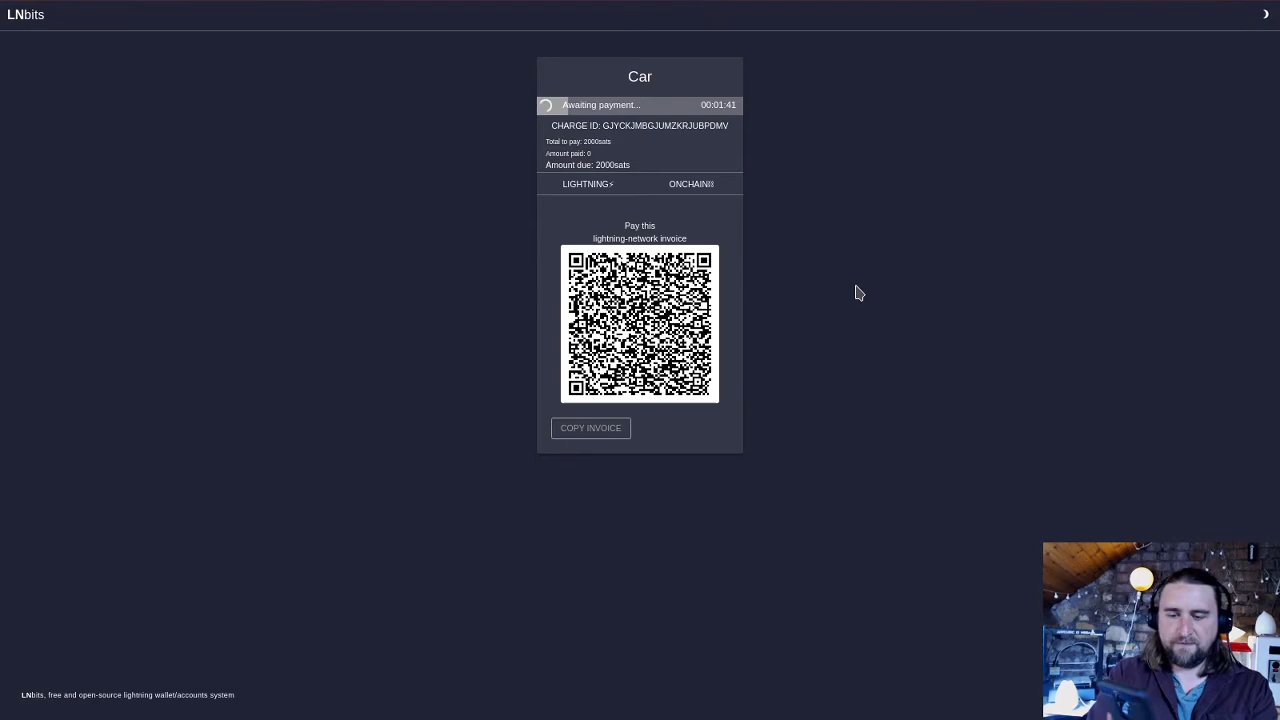 LNbits
Car
Awaiting payment... 00:01:41
CHARGE ID: GJYCKJMBGJUMZKRJUBPDMV
Total to pay: 2000sats
Amount paid: 0
Amount due: 2000sats
LIGHTNING⚡ ONCHAIN⛓
Pay this
lightning-network invoice
COPY INVOICE
LNbits, free and open-source lightning wallet/accounts system